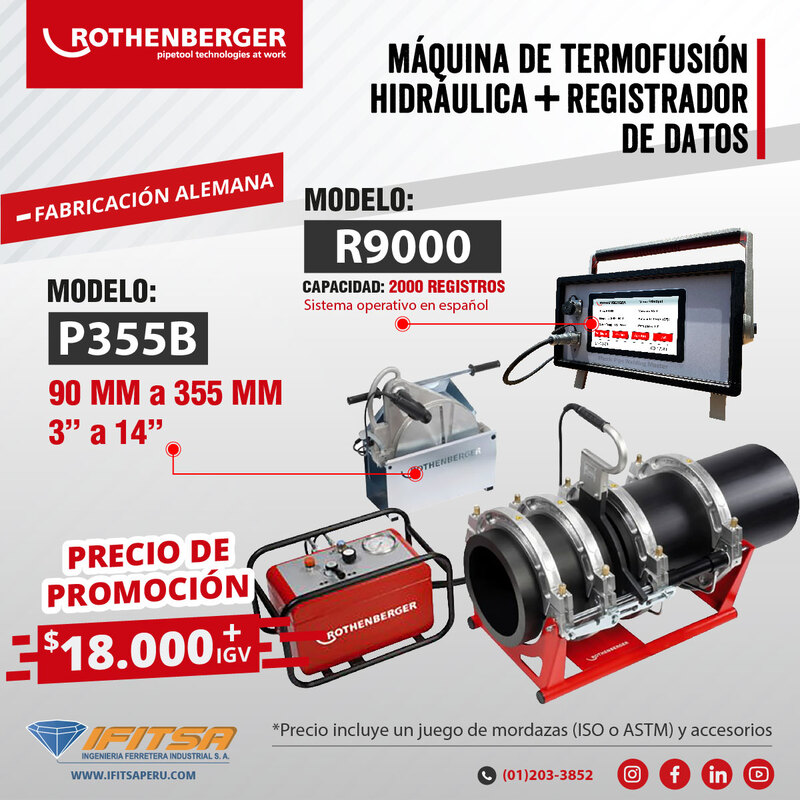 ROTHENBERGER
pipetool technologies at work
MÁQUINA DE TERMOFUSIÓN
HIDRÁULICA + REGISTRADOR
DE DATOS
FABRICACIÓN ALEMANA
MODELO:
R9000
CAPACIDAD: 2000 REGISTROS
Sistema operativo en español
MODELO:
P355B
90 MM a 355 MM
3” a 14”
ROTHENBERGER
ROTHENBERGER
ROTHENBERGER
ROTHENBERGER
PRECIO DE
PROMOCIÓN
$18.000 + IGV
IFITSA
INGENIERIA FERRETERA INDUSTRIAL S. A.
WWW.IFITSAPERU.COM
*Precio incluye un juego de mordazas (ISO o ASTM) y accesorios
(01)203-3852